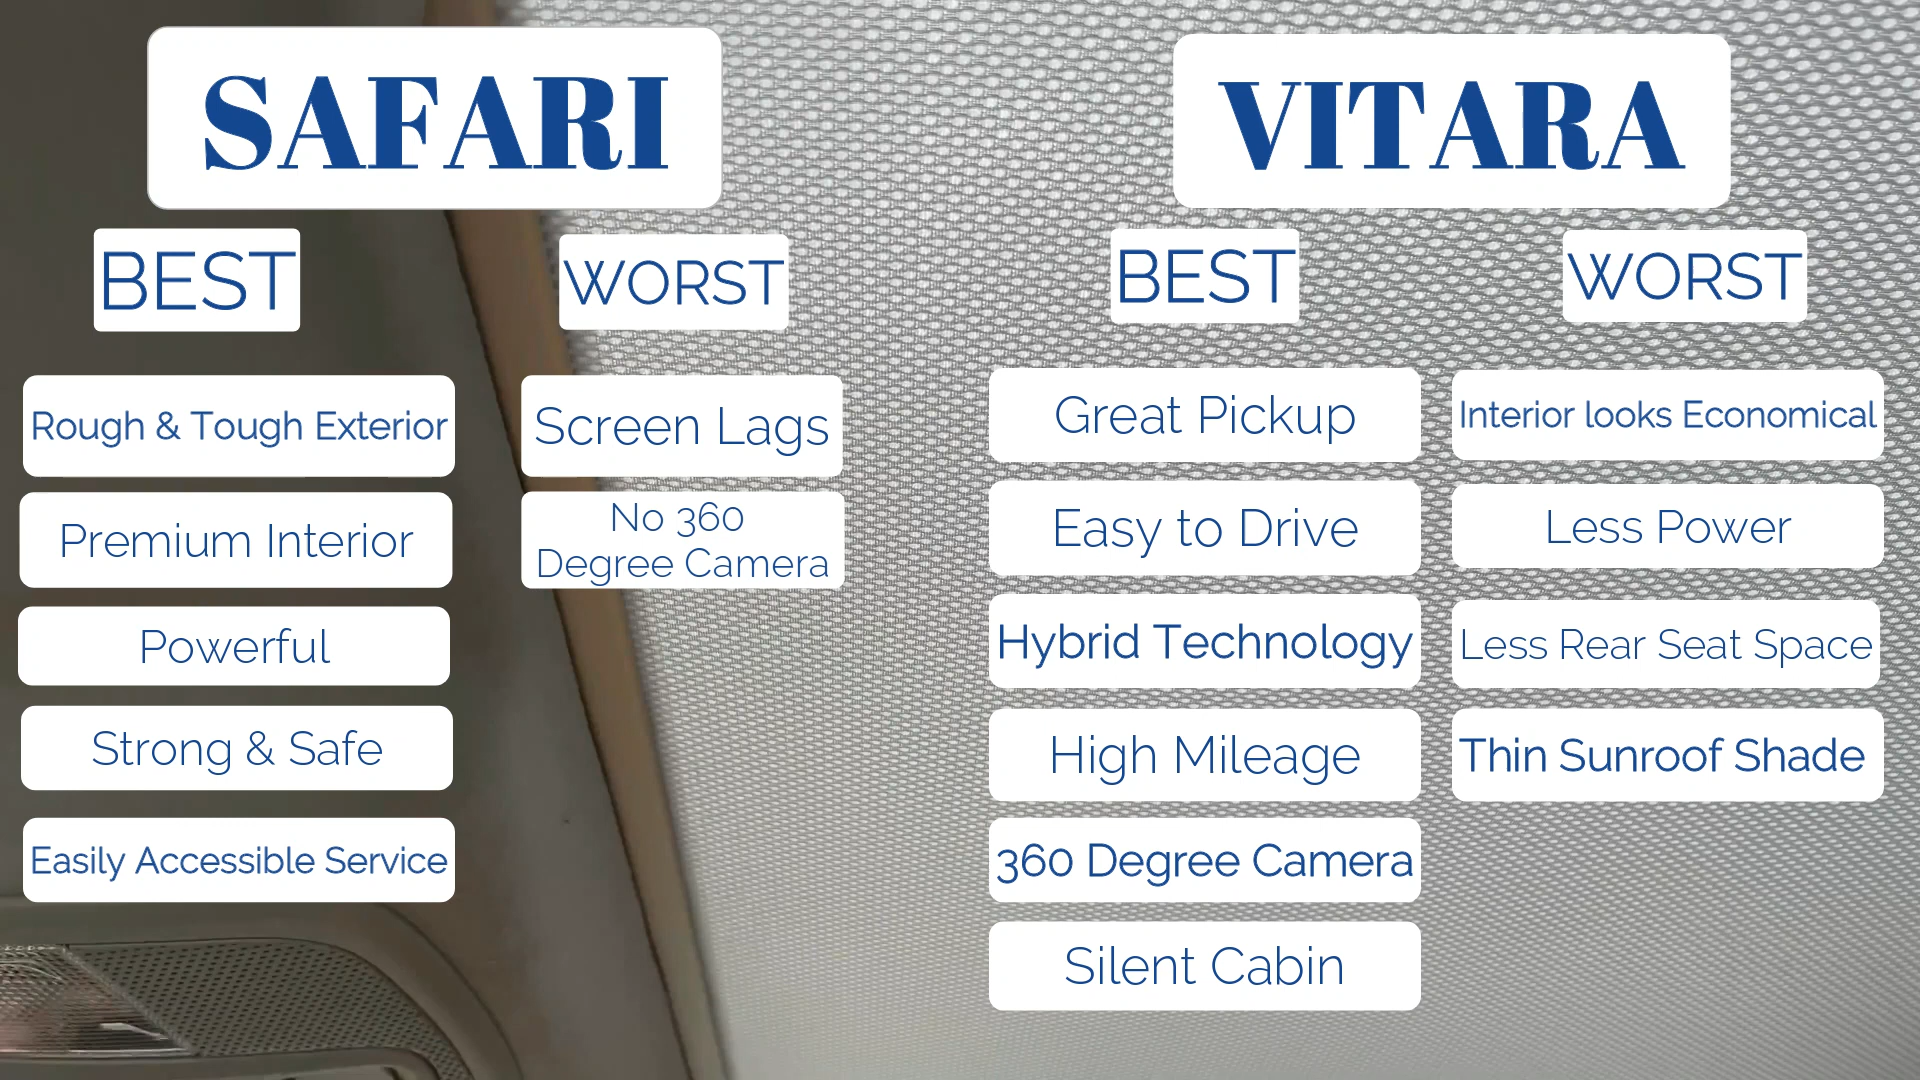 SAFARI
BEST
WORST
Rough & Tough Exterior
Premium Interior
Powerful
Strong & Safe
Easily Accessible Service
Screen Lags
No 360
Degree Camera
VITARA
BEST
WORST
Great Pickup
Easy to Drive
Hybrid Technology
High Mileage
360 Degree Camera
Silent Cabin
Interior looks Economical
Less Power
Less Rear Seat Space
Thin Sunroof Shade